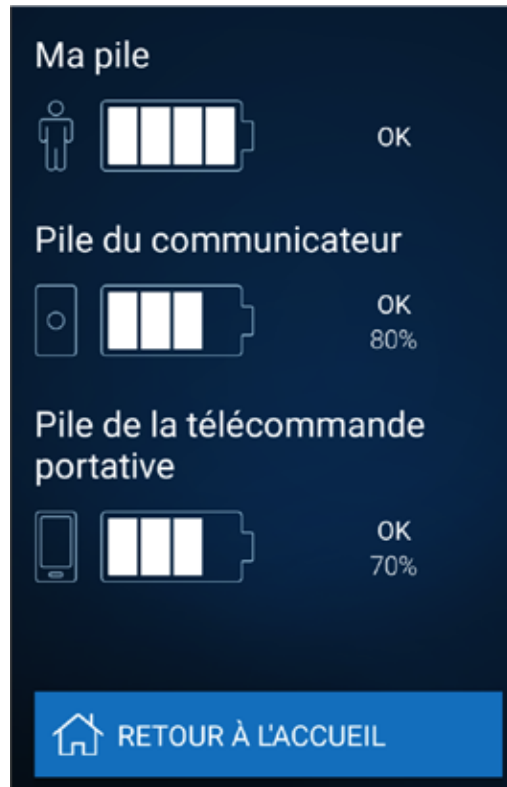 Ma pile
OK
Pile du communicateur
OK
80%
Pile de la télécommande
portative
OK
70%
RETOUR À L'ACCUEIL